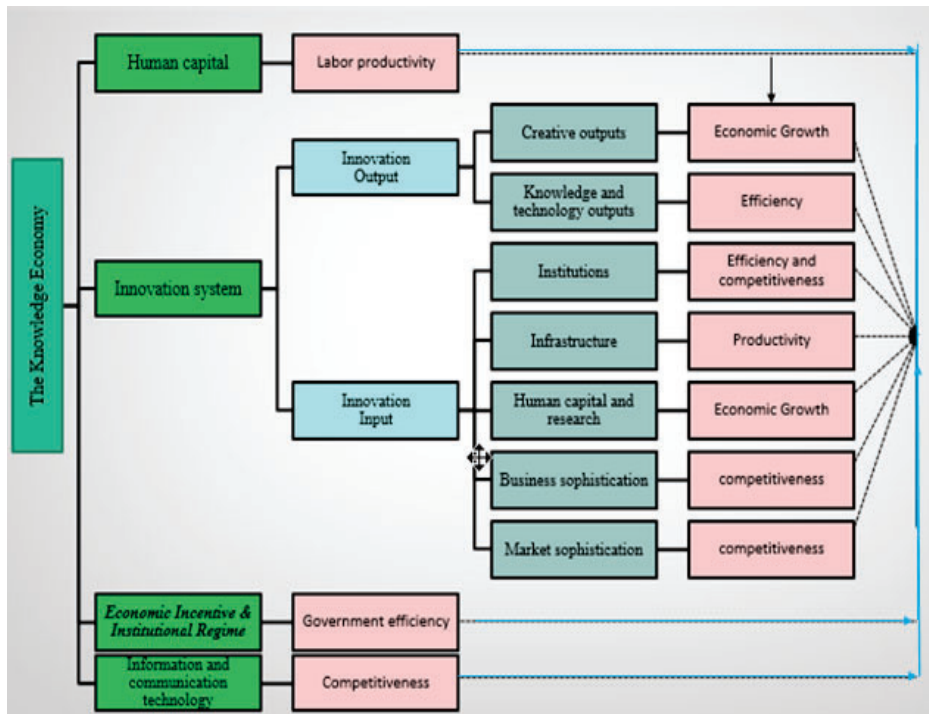 The Knowledge Economy
Human capital
Labor productivity
Innovation system
Innovation
Output
Creative outputs
Economic Growth
Knowledge and
technology outputs
Efficiency
Innovation
Input
Institutions
Efficiency and
competitiveness
Infrastructure
Productivity
Human capital and
research
Economic Growth
Business sophistication
competitiveness
Market sophistication
competitiveness
Economic Incentive &
Institutional Regime
Government efficiency
Information and
communication
technology
Competitiveness